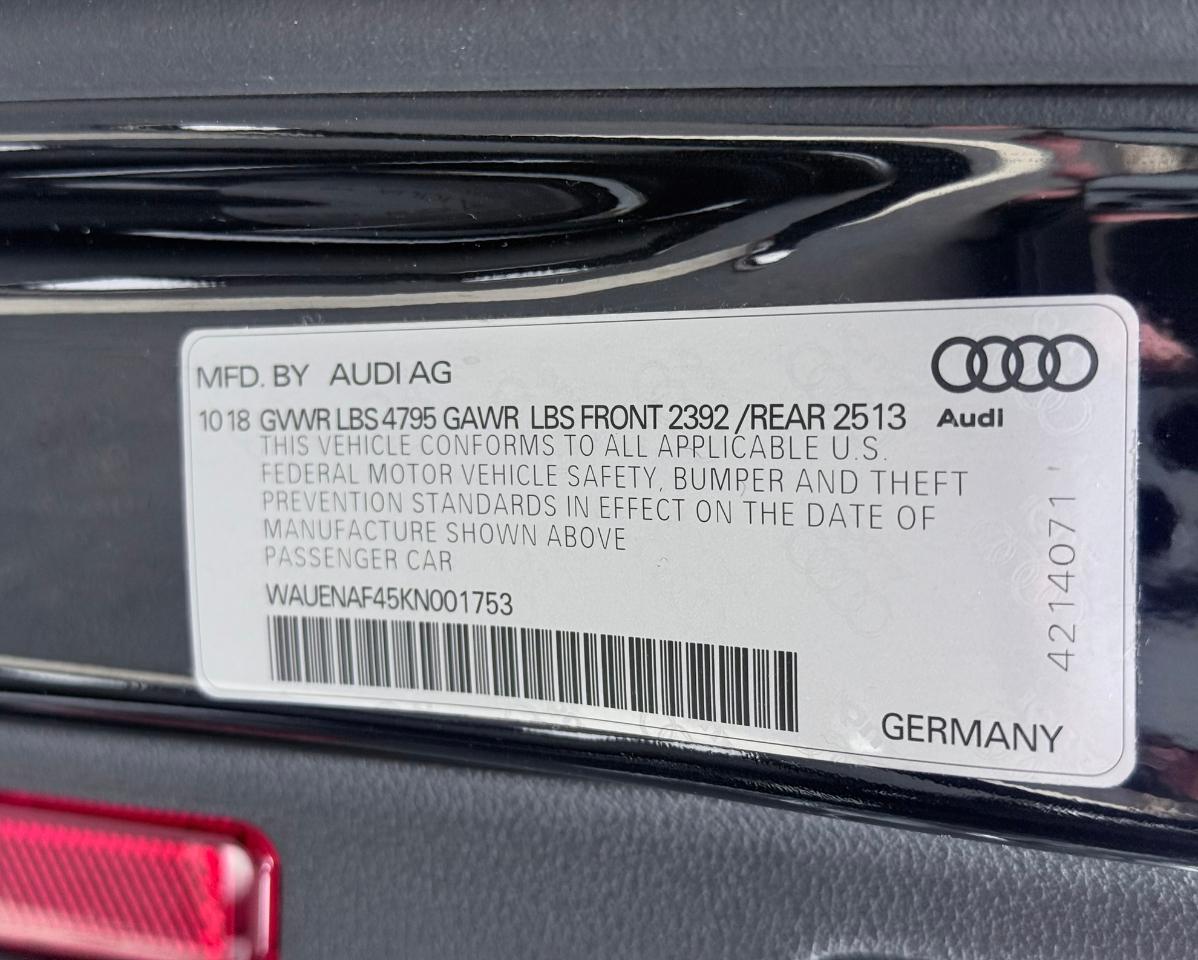 MFD. BY AUDI AG
10 18 GVWR LBS 4795 GAWR LBS FRONT 2392 /REAR 2513
Audi
THIS VEHICLE CONFORMS TO ALL APPLICABLE U.S.
FEDERAL MOTOR VEHICLE SAFETY, BUMPER AND THEFT
PREVENTION STANDARDS IN EFFECT ON THE DATE OF
MANUFACTURE SHOWN ABOVE
PASSENGER CAR
WAUENAF45KN001753
4214071
GERMANY